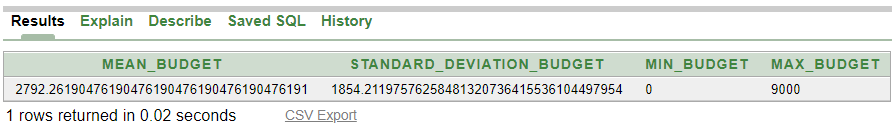 Results Explain Describe Saved SQL History
MEAN_BUDGET STANDARD_DEVIATION_BUDGET MIN_BUDGET MAX_BUDGET
2792.26190476190476190476190476190476191 1854.21197576258481320736415536104497954 0 9000
1 rows returned in 0.02 seconds CSV Export